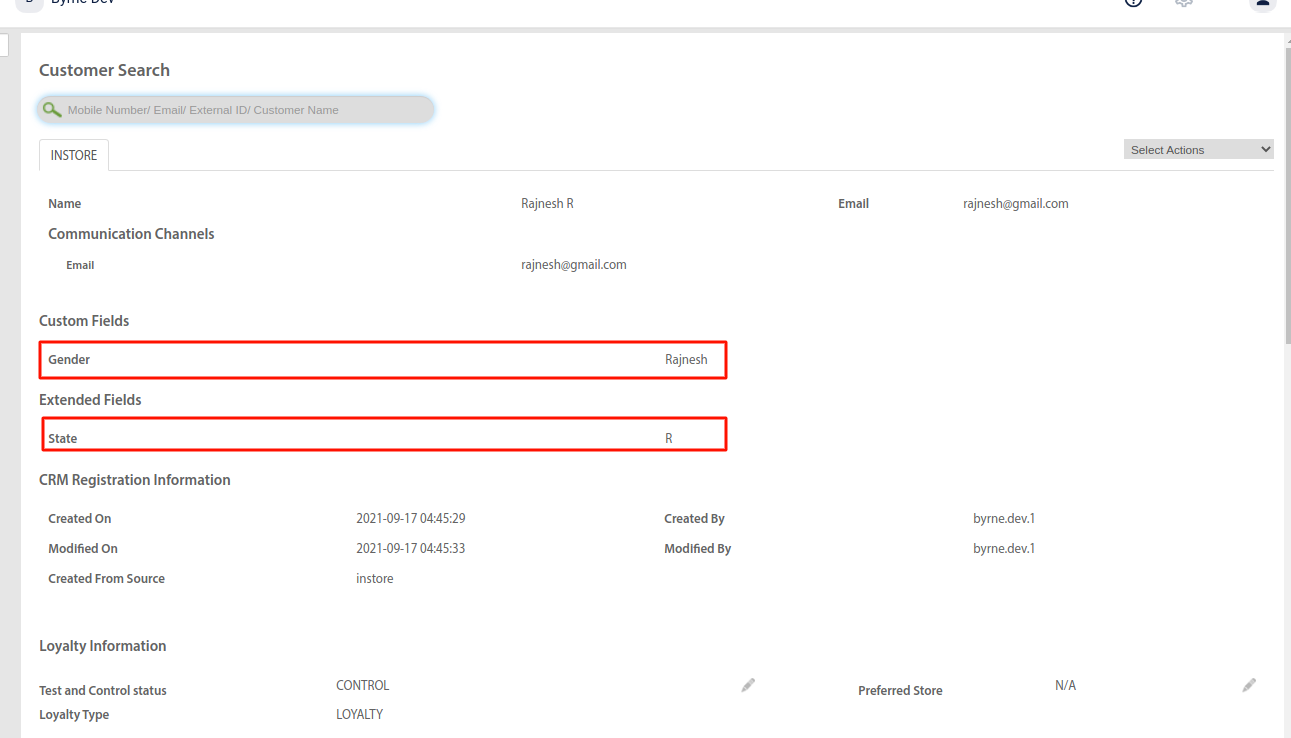 Byrne Dev
Customer Search
Mobile Number/ Email/ External ID/ Customer Name
INSTORE
Select Actions
Name Rajnesh R Email rajnesh@gmail.com
Communication Channels
Email rajnesh@gmail.com
Custom Fields
Gender Rajnesh
Extended Fields
State R
CRM Registration Information
Created On 2021-09-17 04:45:29 Created By byrne.dev.1
Modified On 2021-09-17 04:45:33 Modified By byrne.dev.1
Created From Source instore
Loyalty Information
Test and Control status CONTROL Preferred Store N/A
Loyalty Type LOYALTY